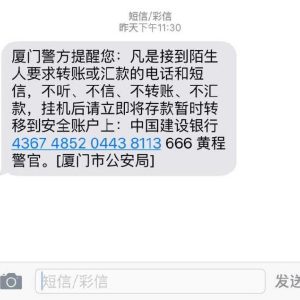 短信/彩信
昨天下午11:30
厦门警方提醒您：凡是接到陌生
人要求转账或汇款的电话和短
信，不听、不信、不转账、不汇
款，挂机后请立即将存款暂时转
移到安全账户上：中国建设银行
4367 4852 0443 8113 666 黄程
警官。[厦门市公安局]
短信/彩信
发送